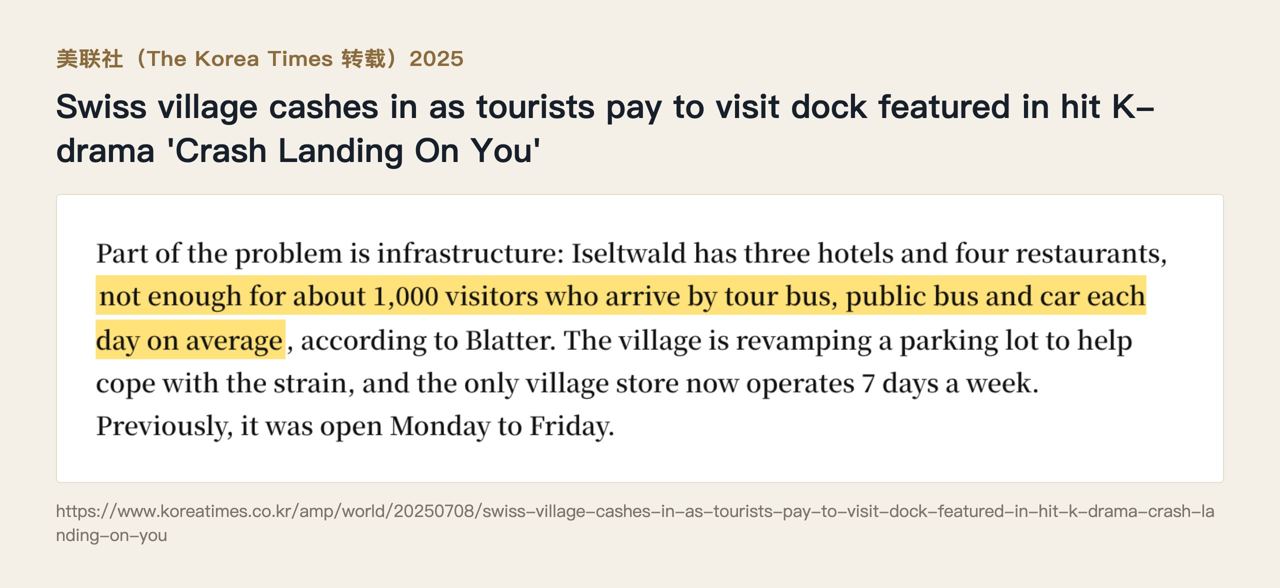 美联社（The Korea Times 转载）2025
Swiss village cashes in as tourists pay to visit dock featured in hit K–
drama 'Crash Landing On You'
Part of the problem is infrastructure: Iseltwald has three hotels and four restaurants,
not enough for about 1,000 visitors who arrive by tour bus, public bus and car each
day on average, according to Blatter. The village is revamping a parking lot to help
cope with the strain, and the only village store now operates 7 days a week.
Previously, it was open Monday to Friday.
https://www.koreatimes.co.kr/amp/world/20250708/swiss–village–cashes–in–as–tourists–pay–to–visit–dock–featured–in–hit–k–drama–crash–la
nding–on–you